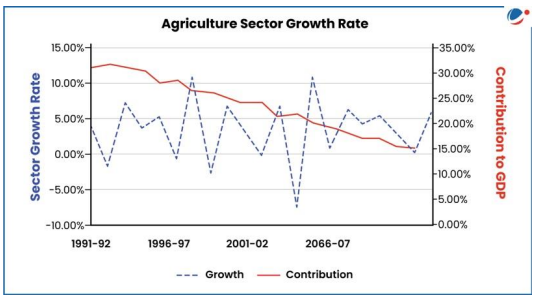 Agriculture Sector Growth Rate
Sector Growth Rate
15.00%
10.00%
5.00%
0.00%
-5.00%
-10.00%
35.00%
30.00%
25.00%
20.00%
15.00%
10.00%
5.00%
0.00%
Contribution to GDP
1991-92 1996-97 2001-02 2066-07
Growth Contribution